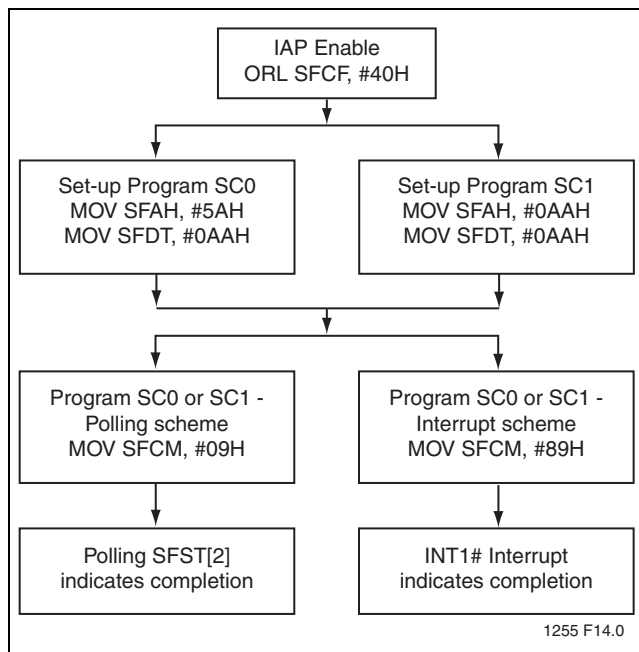 IAP Enable
ORL SFCF, #40H
Set-up Program SC0
MOV SFAH, #5AH
MOV SFDT, #0AAH
Set-up Program SC1
MOV SFAH, #0AAH
MOV SFDT, #0AAH
Program SC0 or SC1 -
Polling scheme
MOV SFCM, #09H
Program SC0 or SC1 -
Interrupt scheme
MOV SFCM, #89H
Polling SFST[2]
indicates completion
INT1# Interrupt
indicates completion
1255 F14.0